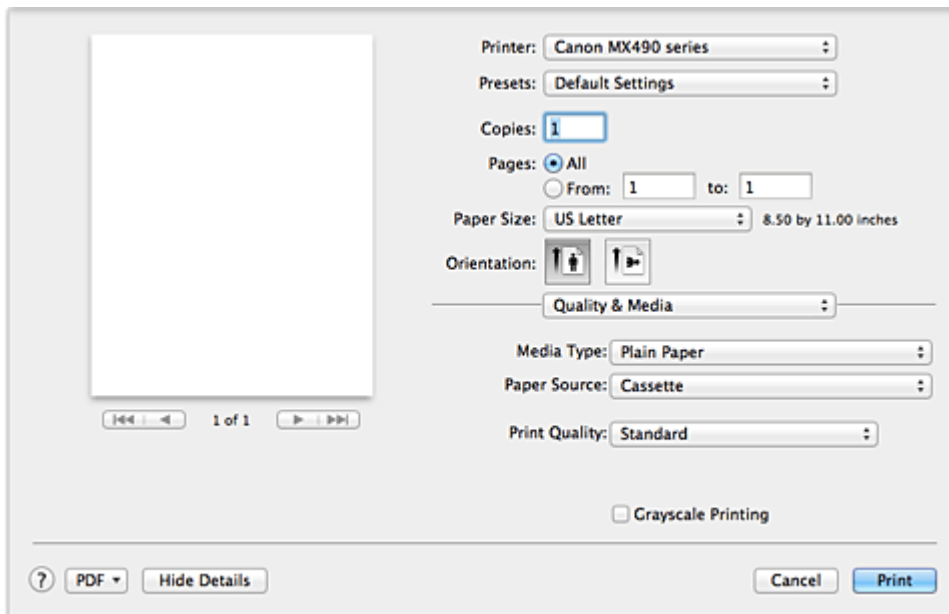 Printer: Canon MX490 series
Presets: Default Settings
Copies: 1
Pages: All
From: 1 to: 1
Paper Size: US Letter 8.50 by 11.00 inches
Orientation:
Quality & Media
Media Type: Plain Paper
Paper Source: Cassette
1 of 1
Print Quality: Standard
Grayscale Printing
? PDF Hide Details Cancel Print